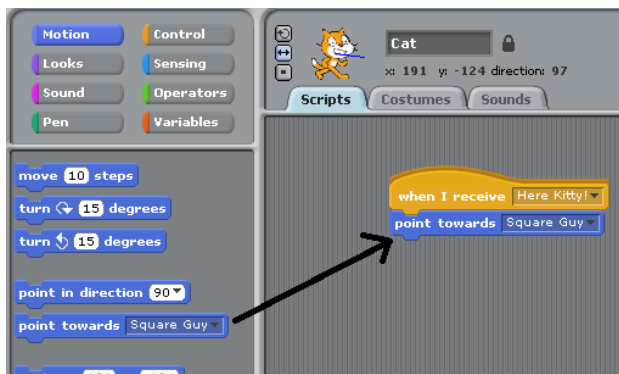 Motion Control
Looks Sensing
Sound Operators
Pen Variables
Cat
x: 191 y: -124 direction: 97
Scripts Costumes Sounds
move 10 steps
turn 15 degrees
turn 15 degrees
point in direction 90
point towards Square Guy
when I receive Here Kitty!
point towards Square Guy